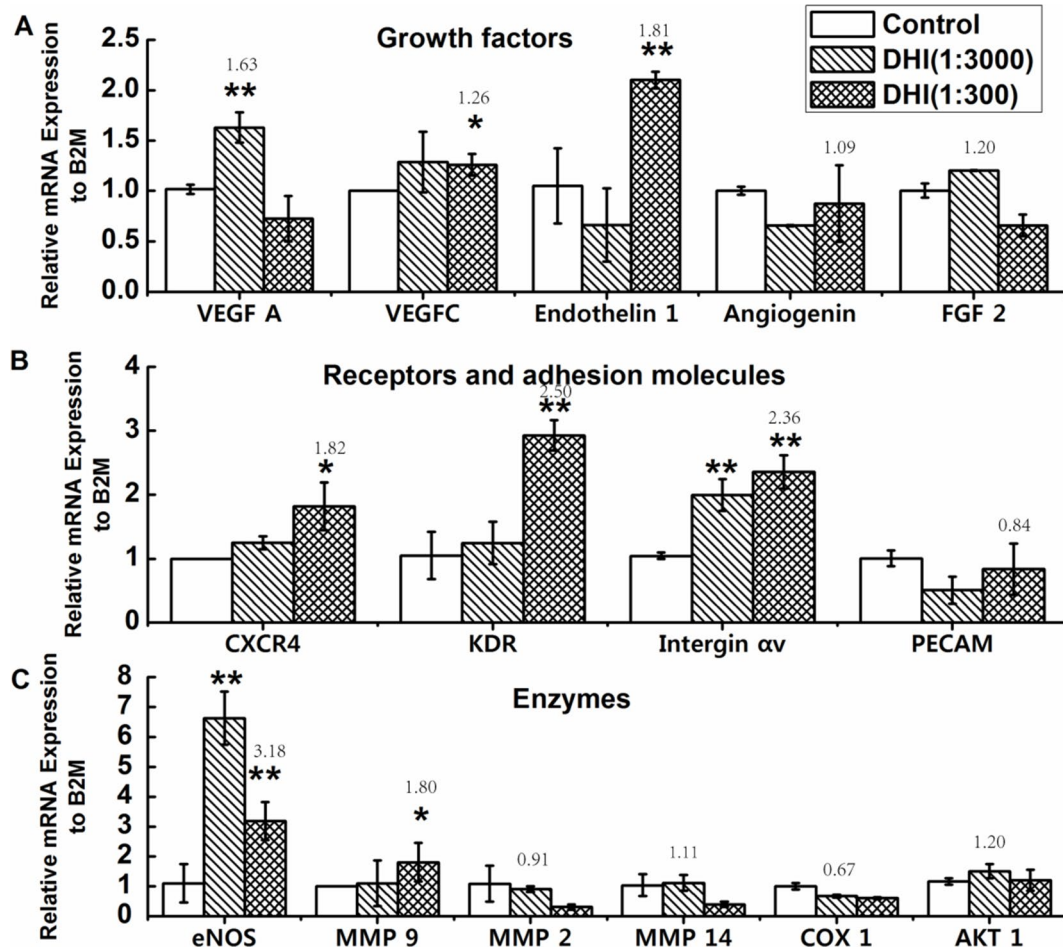 A
Growth factors
Control
DHI(1:3000)
DHI(1:300)
Relative mRNA Expression
to B2M
2.5
2.0
1.5
1.0
0.5
0.0
1.63
**
1.26
*
1.81
**
1.09
1.20
VEGF A VEGFC Endothelin 1 Angiogenin FGF 2
B
Receptors and adhesion molecules
Relative mRNA Expression
to B2M
4
3
2
1
0
1.82
*
2.50
**
**
2.36
**
0.84
CXCR4 KDR Intergin αv PECAM
C
Enzymes
Relative mRNA Expression
to B2M
8
7
6
5
4
3
2
1
0
**
3.18
**
1.80
*
0.91
1.11
0.67
1.20
eNOS MMP 9 MMP 2 MMP 14 COX 1 AKT 1